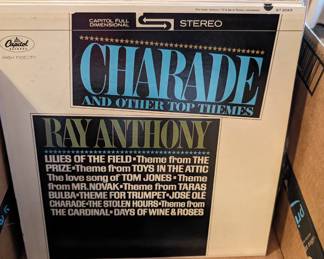 CAPITOL FULL
DIMENSIONAL
STEREO
Capitol
HIGH FIDELITY
CHARADE
AND OTHER TOP THEMES
RAY ANTHONY
LILIES OF THE FIELD•Theme from THE
PRIZE•Theme from TOYS IN THE ATTIC
The love song of TOM JONES•Theme
from MR. NOVAK•Theme from TARAS
BULBA•THEME FOR TRUMPET•JOSE OLE
CHARADE•THE STOLEN HOURS•Theme from
THE CARDINAL•DAYS OF WINE & ROSES